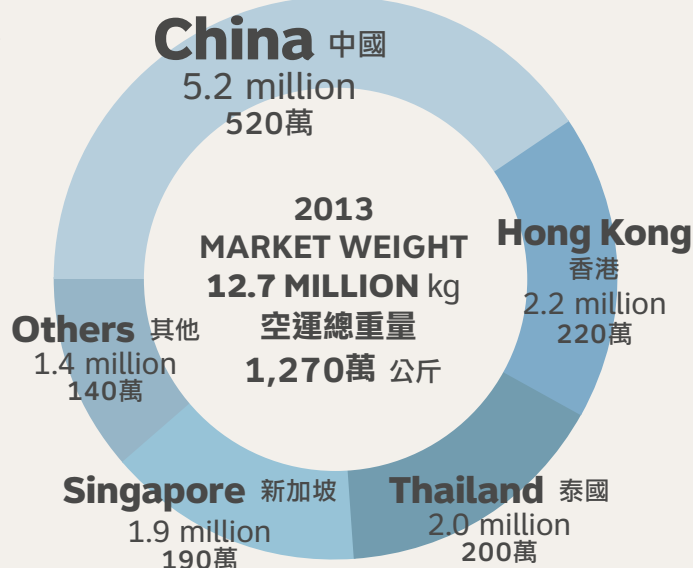 China 中國
5.2 million
520萬
2013
MARKET WEIGHT
12.7 MILLION kg
空運總重量
1,270萬 公斤
Hong Kong
香港
2.2 million
220萬
Others 其他
1.4 million
140萬
Singapore 新加坡
1.9 million
190萬
Thailand 泰國
2.0 million
200萬